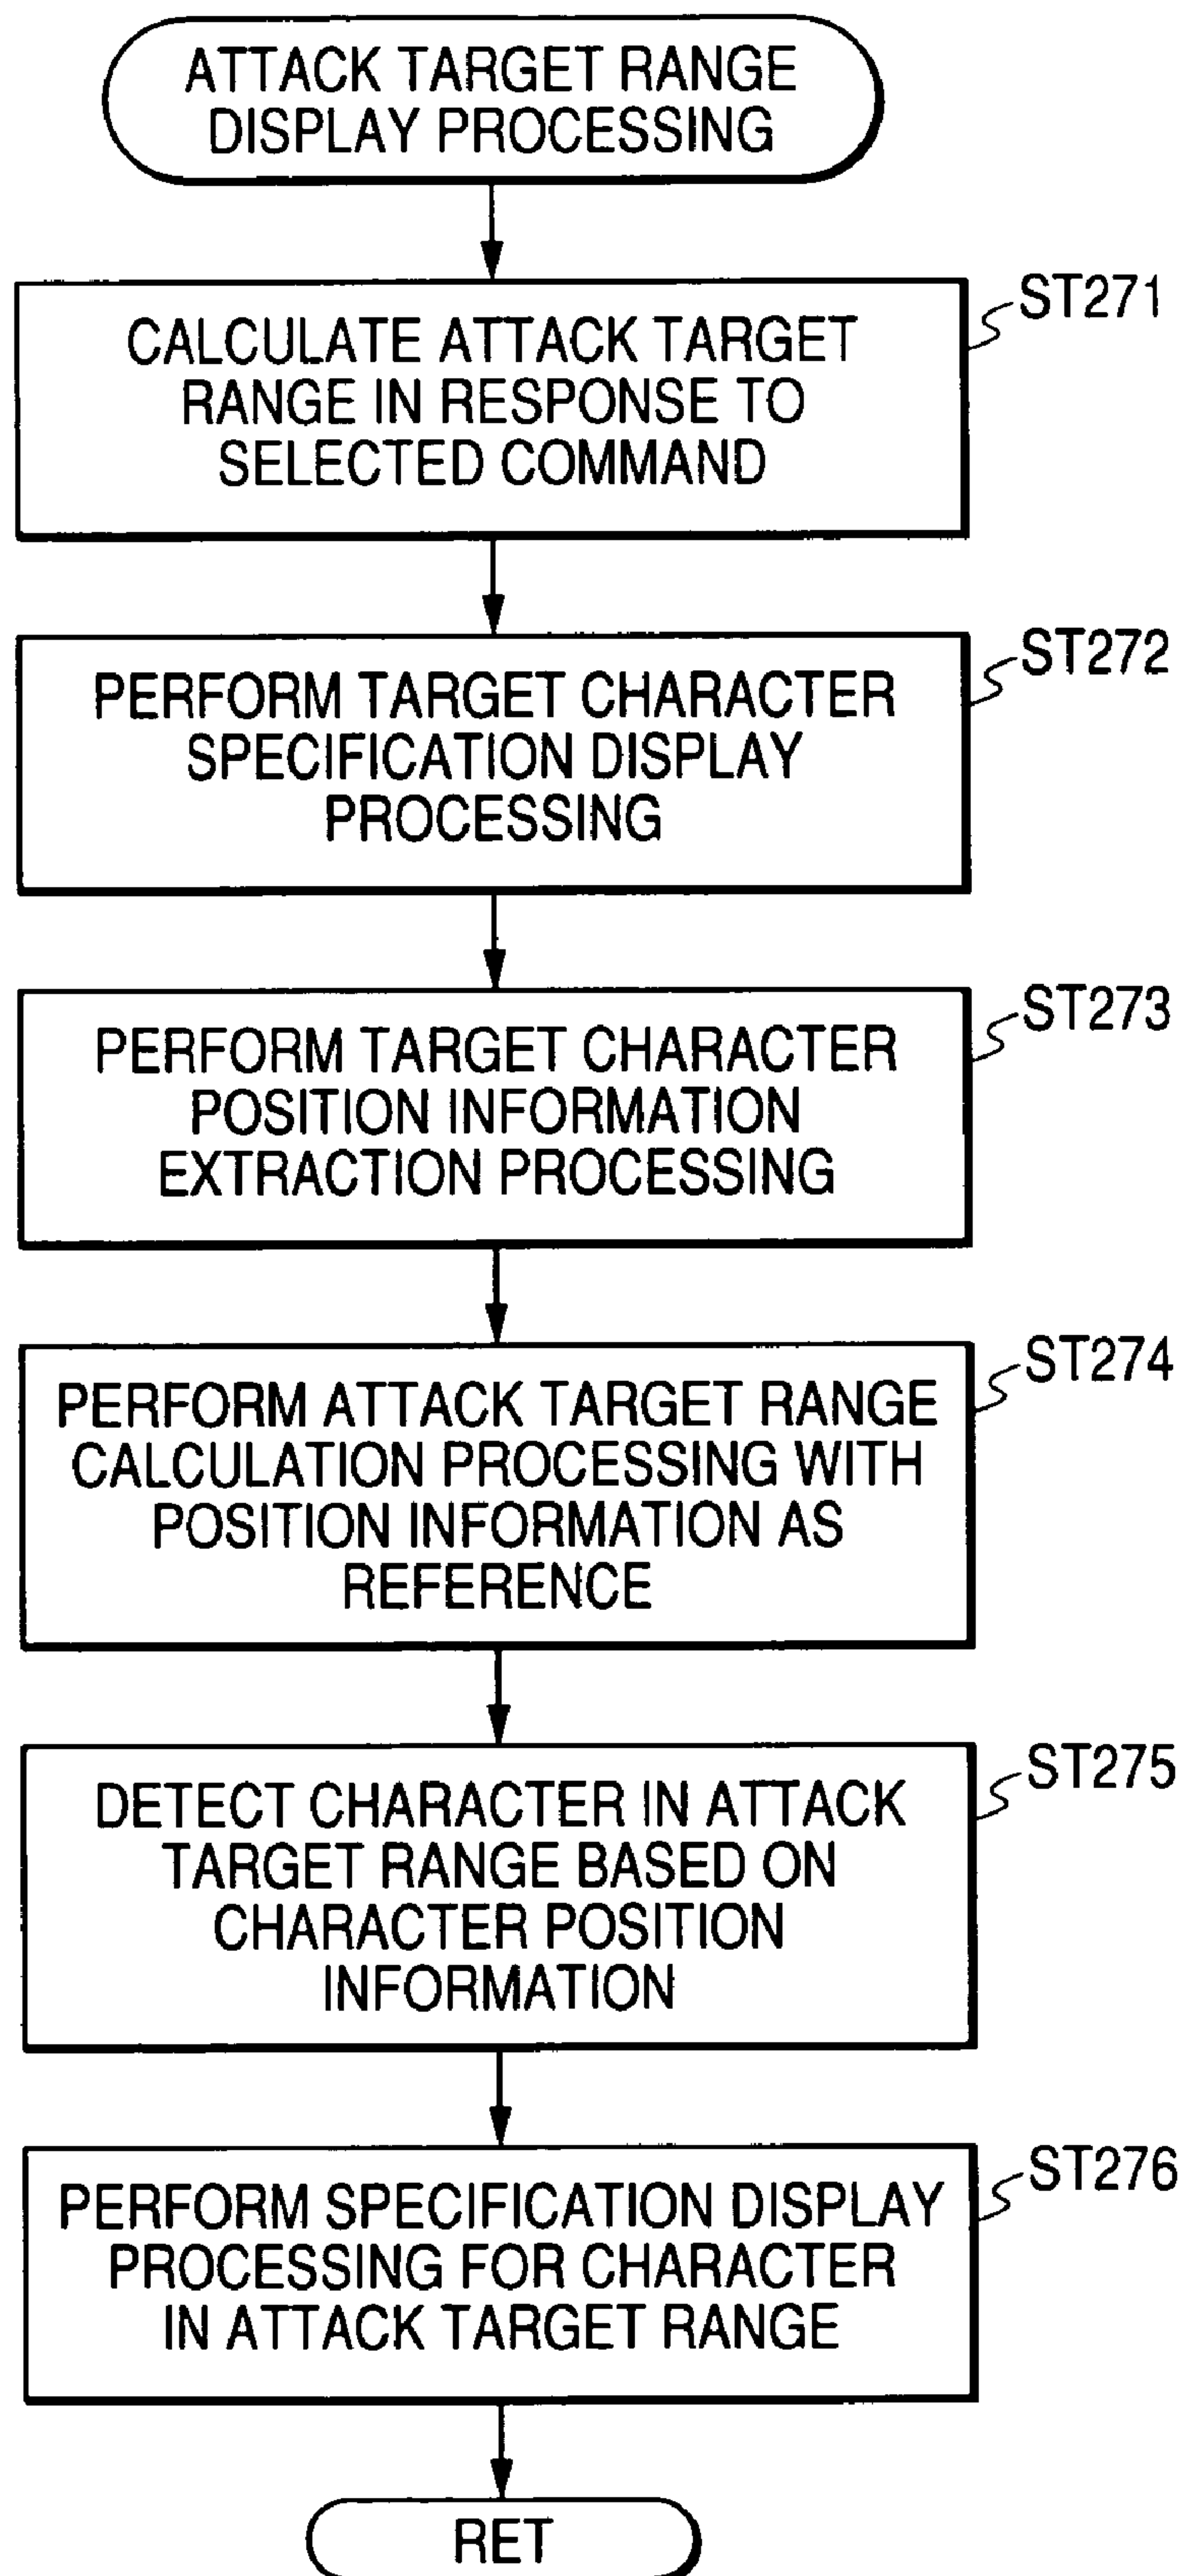 ATTACK TARGET RANGE
DISPLAY PROCESSING
ST271
CALCULATE ATTACK TARGET
RANGE IN RESPONSE TO
SELECTED COMMAND
ST272
PERFORM TARGET CHARACTER
SPECIFICATION DISPLAY
PROCESSING
ST273
PERFORM TARGET CHARACTER
POSITION INFORMATION
EXTRACTION PROCESSING
ST274
PERFORM ATTACK TARGET RANGE
CALCULATION PROCESSING WITH
POSITION INFORMATION AS
REFERENCE
ST275
DETECT CHARACTER IN ATTACK
TARGET RANGE BASED ON
CHARACTER POSITION
INFORMATION
ST276
PERFORM SPECIFICATION DISPLAY
PROCESSING FOR CHARACTER
IN ATTACK TARGET RANGE
RET